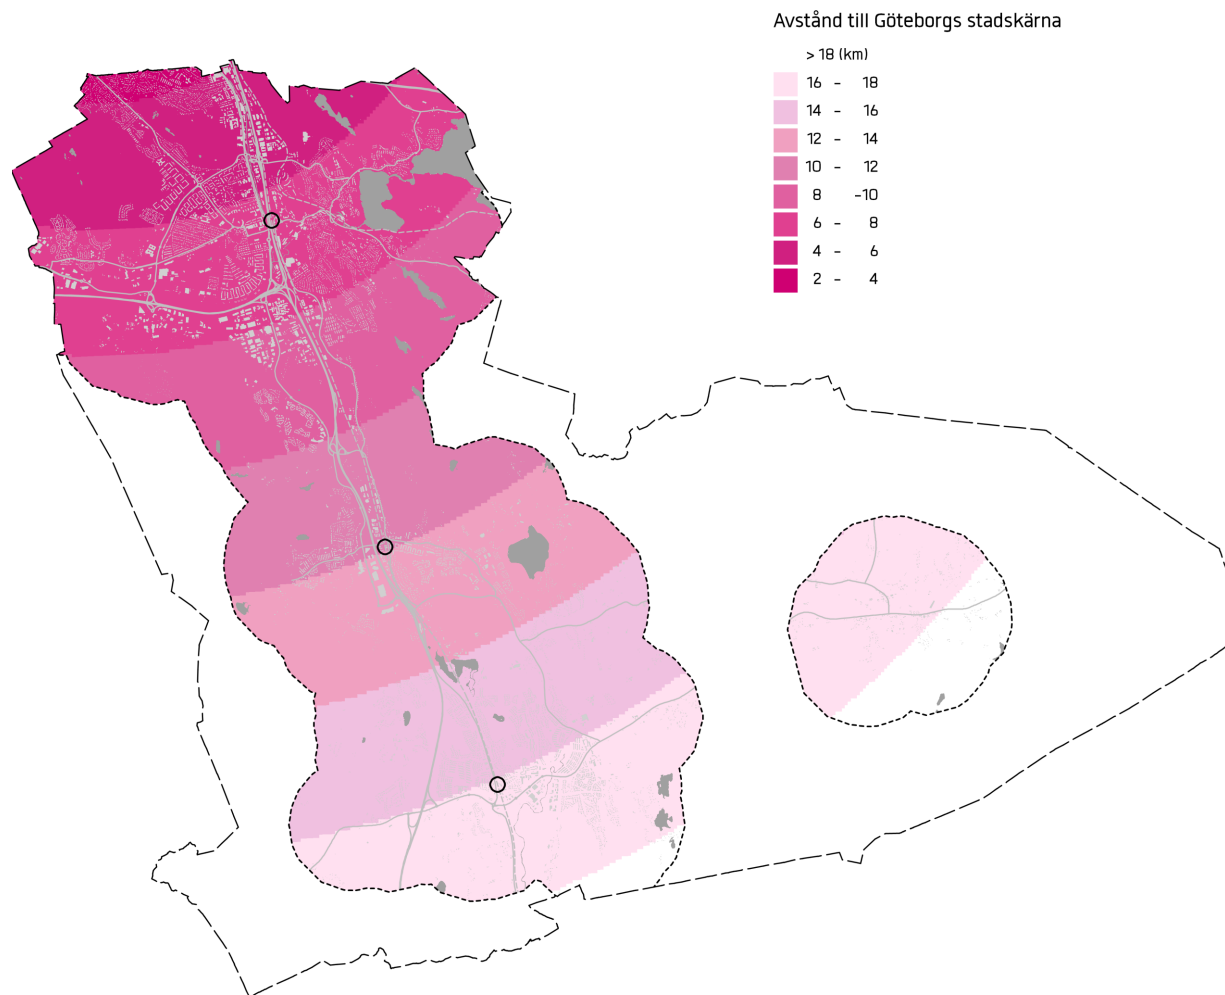 Avstånd till Göteborgs stadskärna
> 18 (km)
16 - 18
14 - 16
12 - 14
10 - 12
8 -10
6 - 8
4 - 6
2 - 4